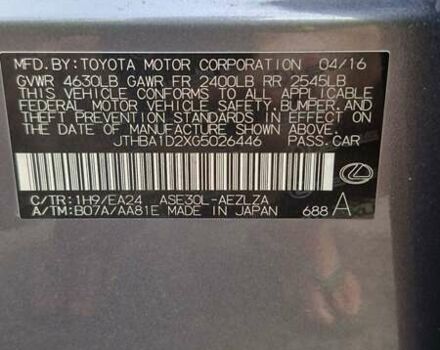 MFD. BY: TOYOTA MOTOR CORPORATION 04/16
GVWR 4630LB GAWR FR 2400LB RR 2545LB
THIS VEHICLE CONFORMS TO ALL APPLICABLE
FEDERAL MOTOR VEHICLE SAFETY, BUMPER, AND
THEFT PREVENTION STANDARDS IN EFFECT ON
THE DATE OF MANUFACTURE SHOWN ABOVE.
JTHBA1D2XG5026446 PASS.CAR
C/TR: 1H9/EA24 ASE30L-AEZLZA
A/TM: B07A/AA81E MADE IN JAPAN 688 A